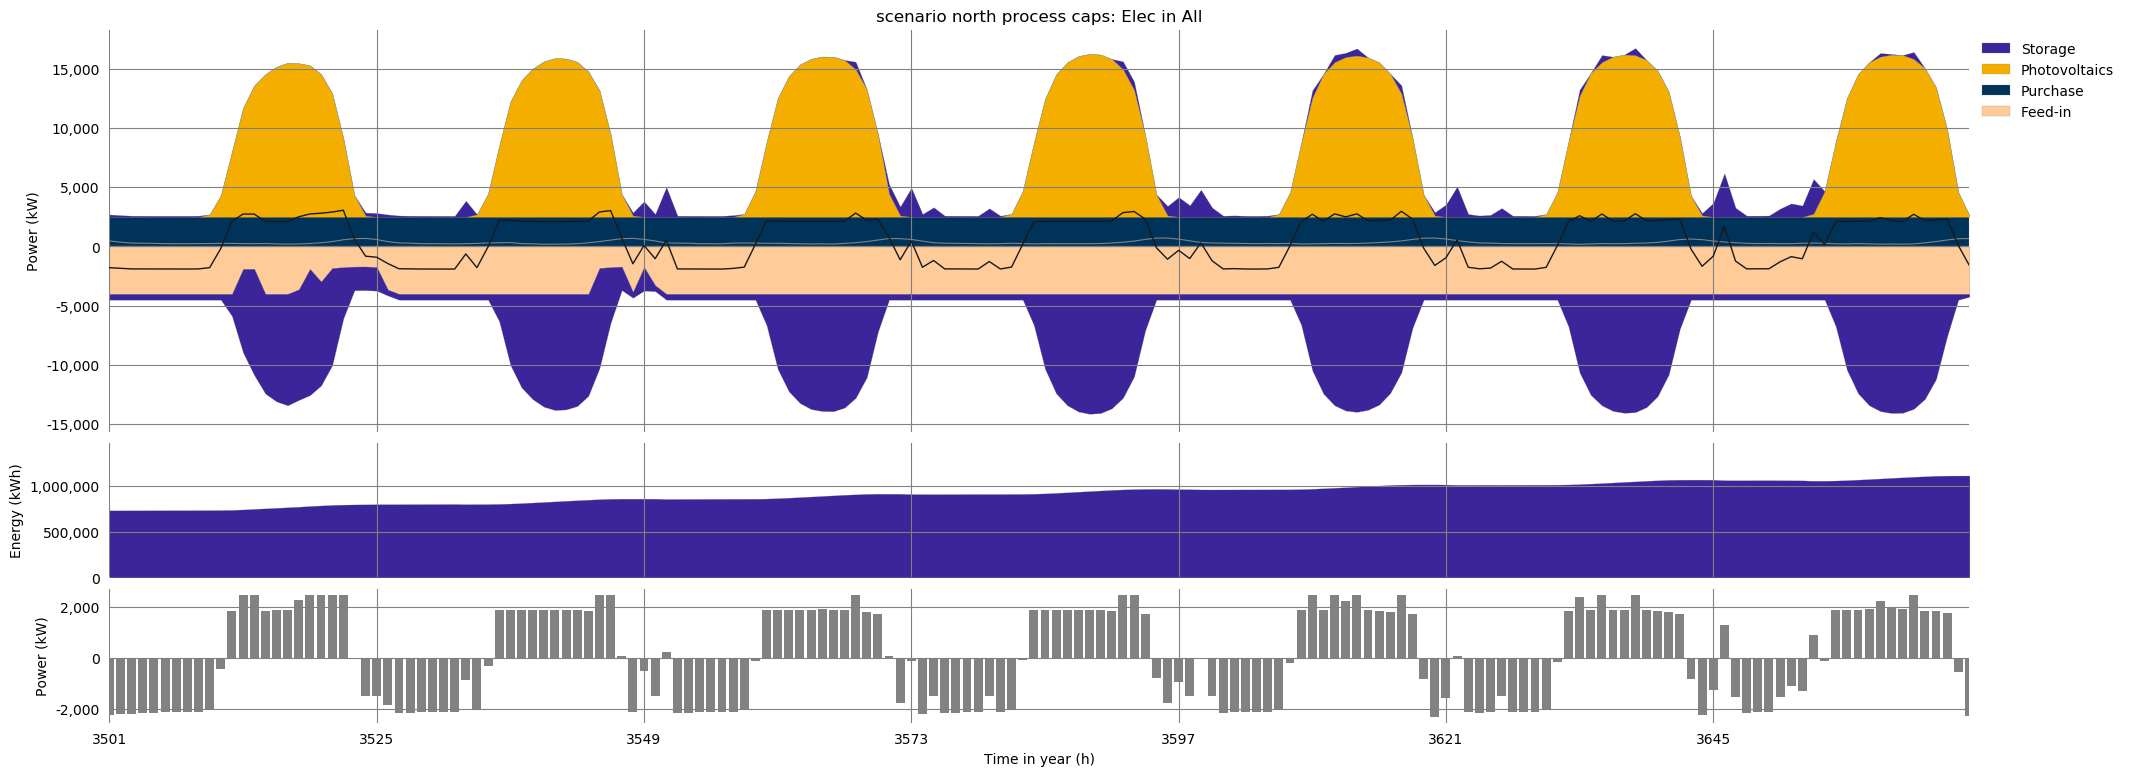 scenario north process caps: Elec in All
Storage
Photovoltaics
Purchase
Feed-in
Power (kW)
15,000
10,000
5,000
0
-5,000
-10,000
-15,000
Energy (kWh)
1,000,000
500,000
0
Power (kW)
2,000
0
-2,000
3501 3525 3549 3573 3597 3621 3645
Time in year (h)